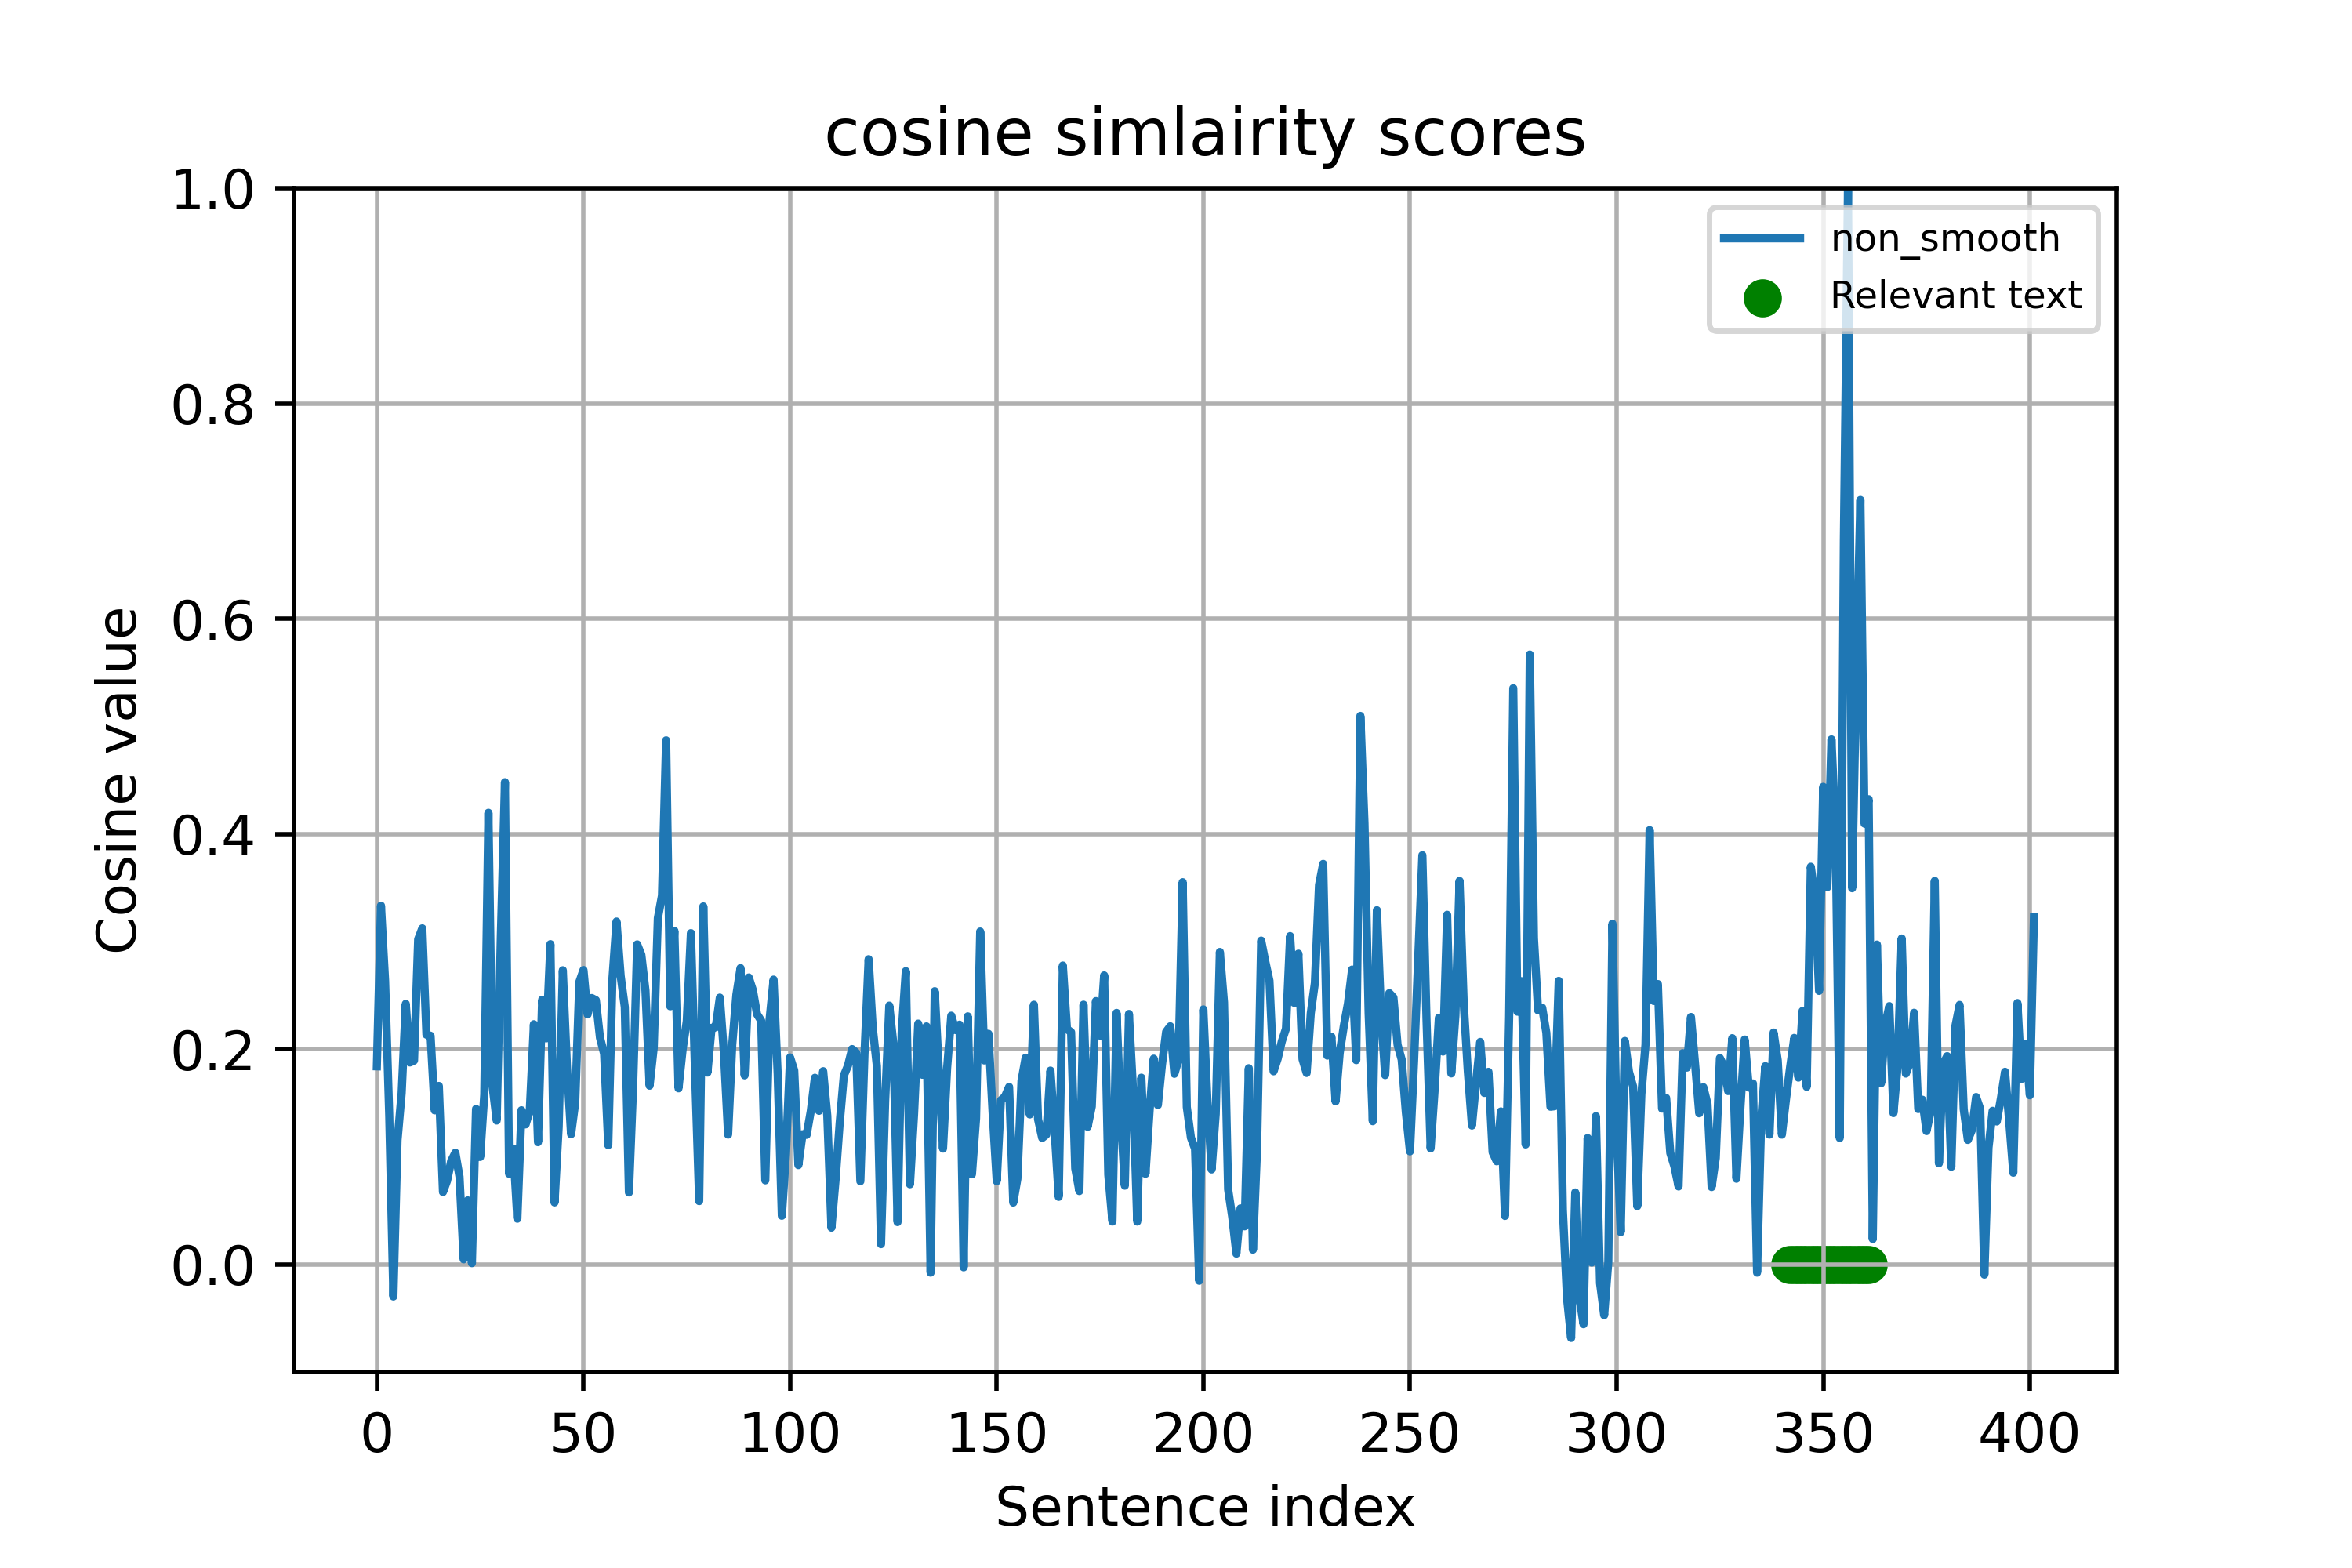 cosine simlairity scores
1.0
0.8
0.6
0.4
0.2
0.0
Cosine value
non_smooth
Relevant text
0 50 100 150 200 250 300 350 400
Sentence index